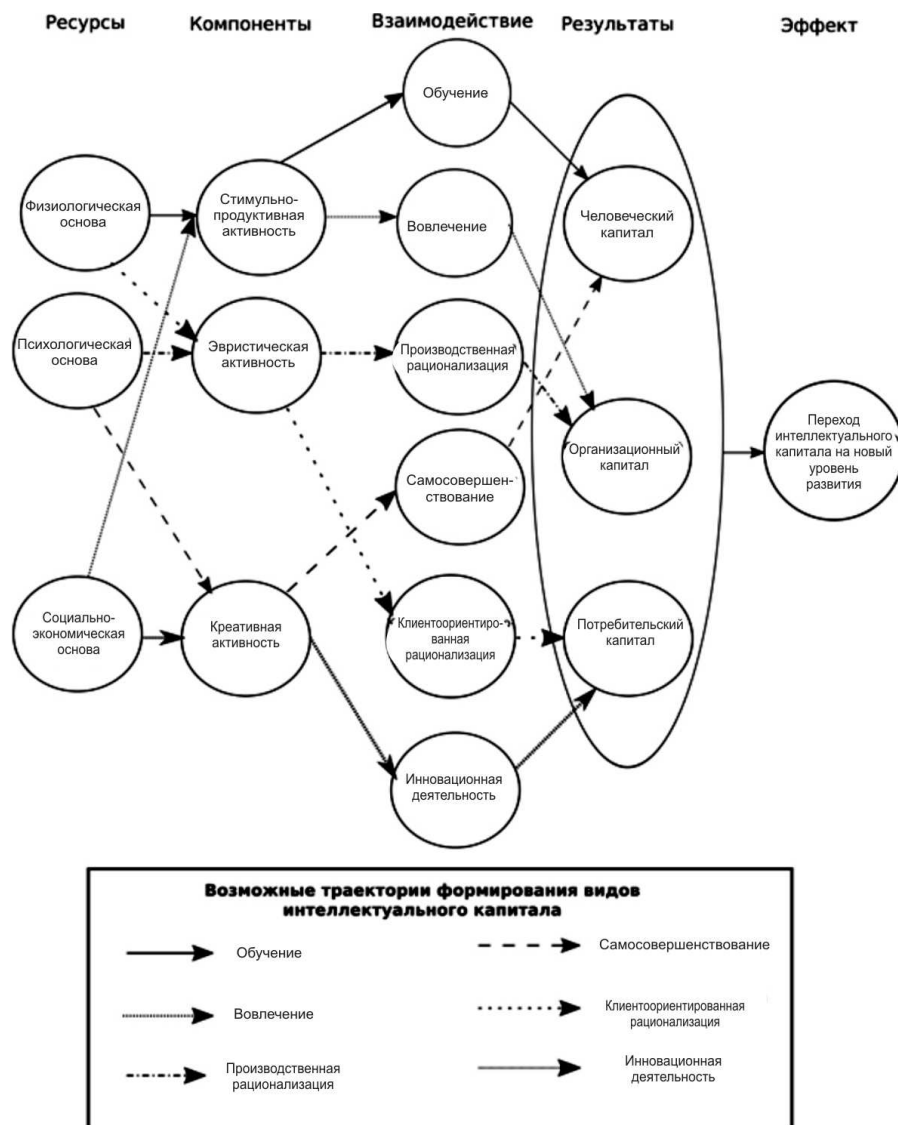 Ресурсы
Компоненты
Взаимодействие
Результаты
Эффект
Обучение
Физиологическая
основа
Стимульно-
продуктивная
активность
Вовлечение
Человеческий
капитал
Психологическая
основа
Эвристическая
активность
Производственная
рационализация
Самосовершен-
ствование
Организационный
капитал
Переход
интеллектуального
капитала на новый
уровень
развития
Социально-
экономическая
основа
Креативная
активность
Клиентоориентиро-
ванная
рационализация
Потребительский
капитал
Инновационная
деятельность
Возможные траектории формирования видов
интеллектуального капитала
Обучение
Самосовершенствование
Вовлечение
Клиентоориентированная
рационализация
Производственная
рационализация
Инновационная
деятельность